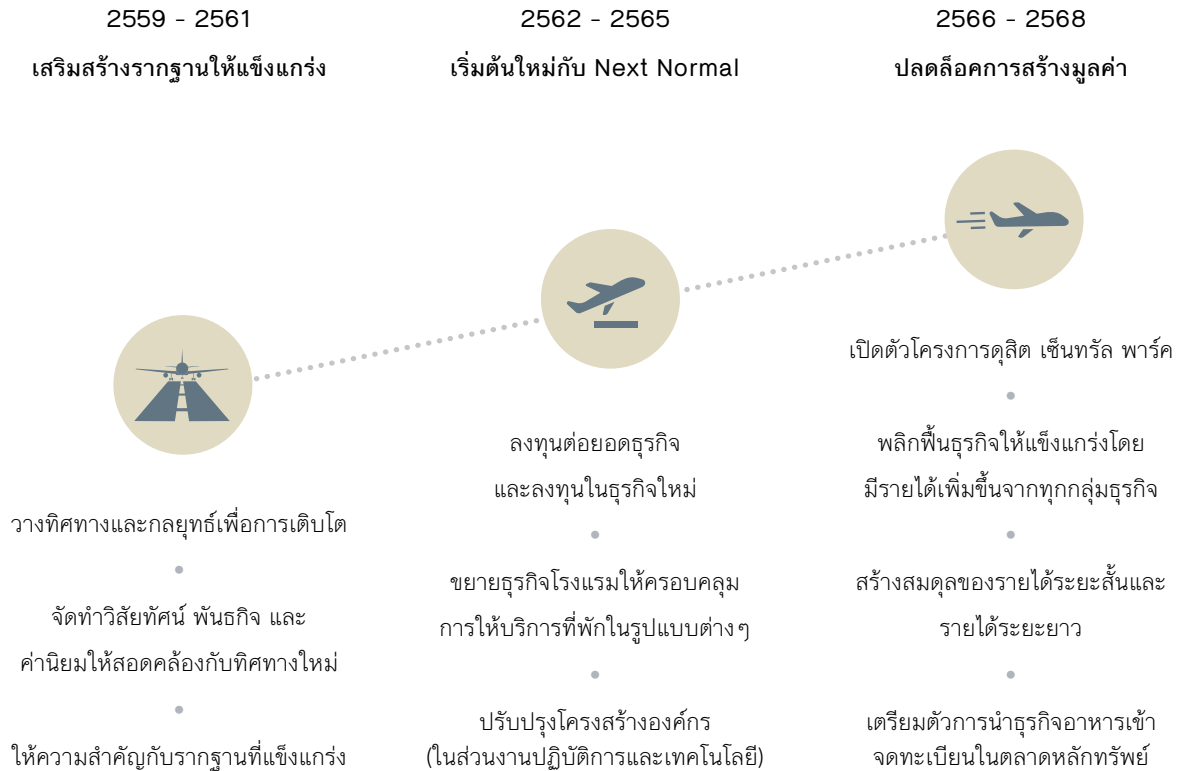 2559 - 2561
เสริมสร้างรากฐานให้แข็งแกร่ง
วางทิศทางและกลยุทธ์เพื่อการเติบโต
จัดทำวิสัยทัศน์ พันธกิจ และ
ค่านิยมให้สอดคล้องกับทิศทางใหม่
ให้ความสำคัญกับรากฐานที่แข็งแกร่ง
2562 - 2565
เริ่มต้นใหม่กับ Next Normal
ลงทุนต่อยอดธุรกิจ
และลงทุนในธุรกิจใหม่
ขยายธุรกิจโรงแรมให้ครอบคลุม
การให้บริการที่พักในรูปแบบต่างๆ
ปรับปรุงโครงสร้างองค์กร
(ในส่วนงานปฏิบัติการและเทคโนโลยี)
2566 - 2568
ปลดล็อคการสร้างมูลค่า
เปิดตัวโครงการดุสิต เซ็นทรัล พาร์ค
พลิกฟื้นธุรกิจให้แข็งแกร่งโดย
มีรายได้เพิ่มขึ้นจากทุกกลุ่มธุรกิจ
สร้างสมดุลของรายได้ระยะสั้นและ
รายได้ระยะยาว
เตรียมตัวการนำธุรกิจอาหารเข้า
จดทะเบียนในตลาดหลักทรัพย์